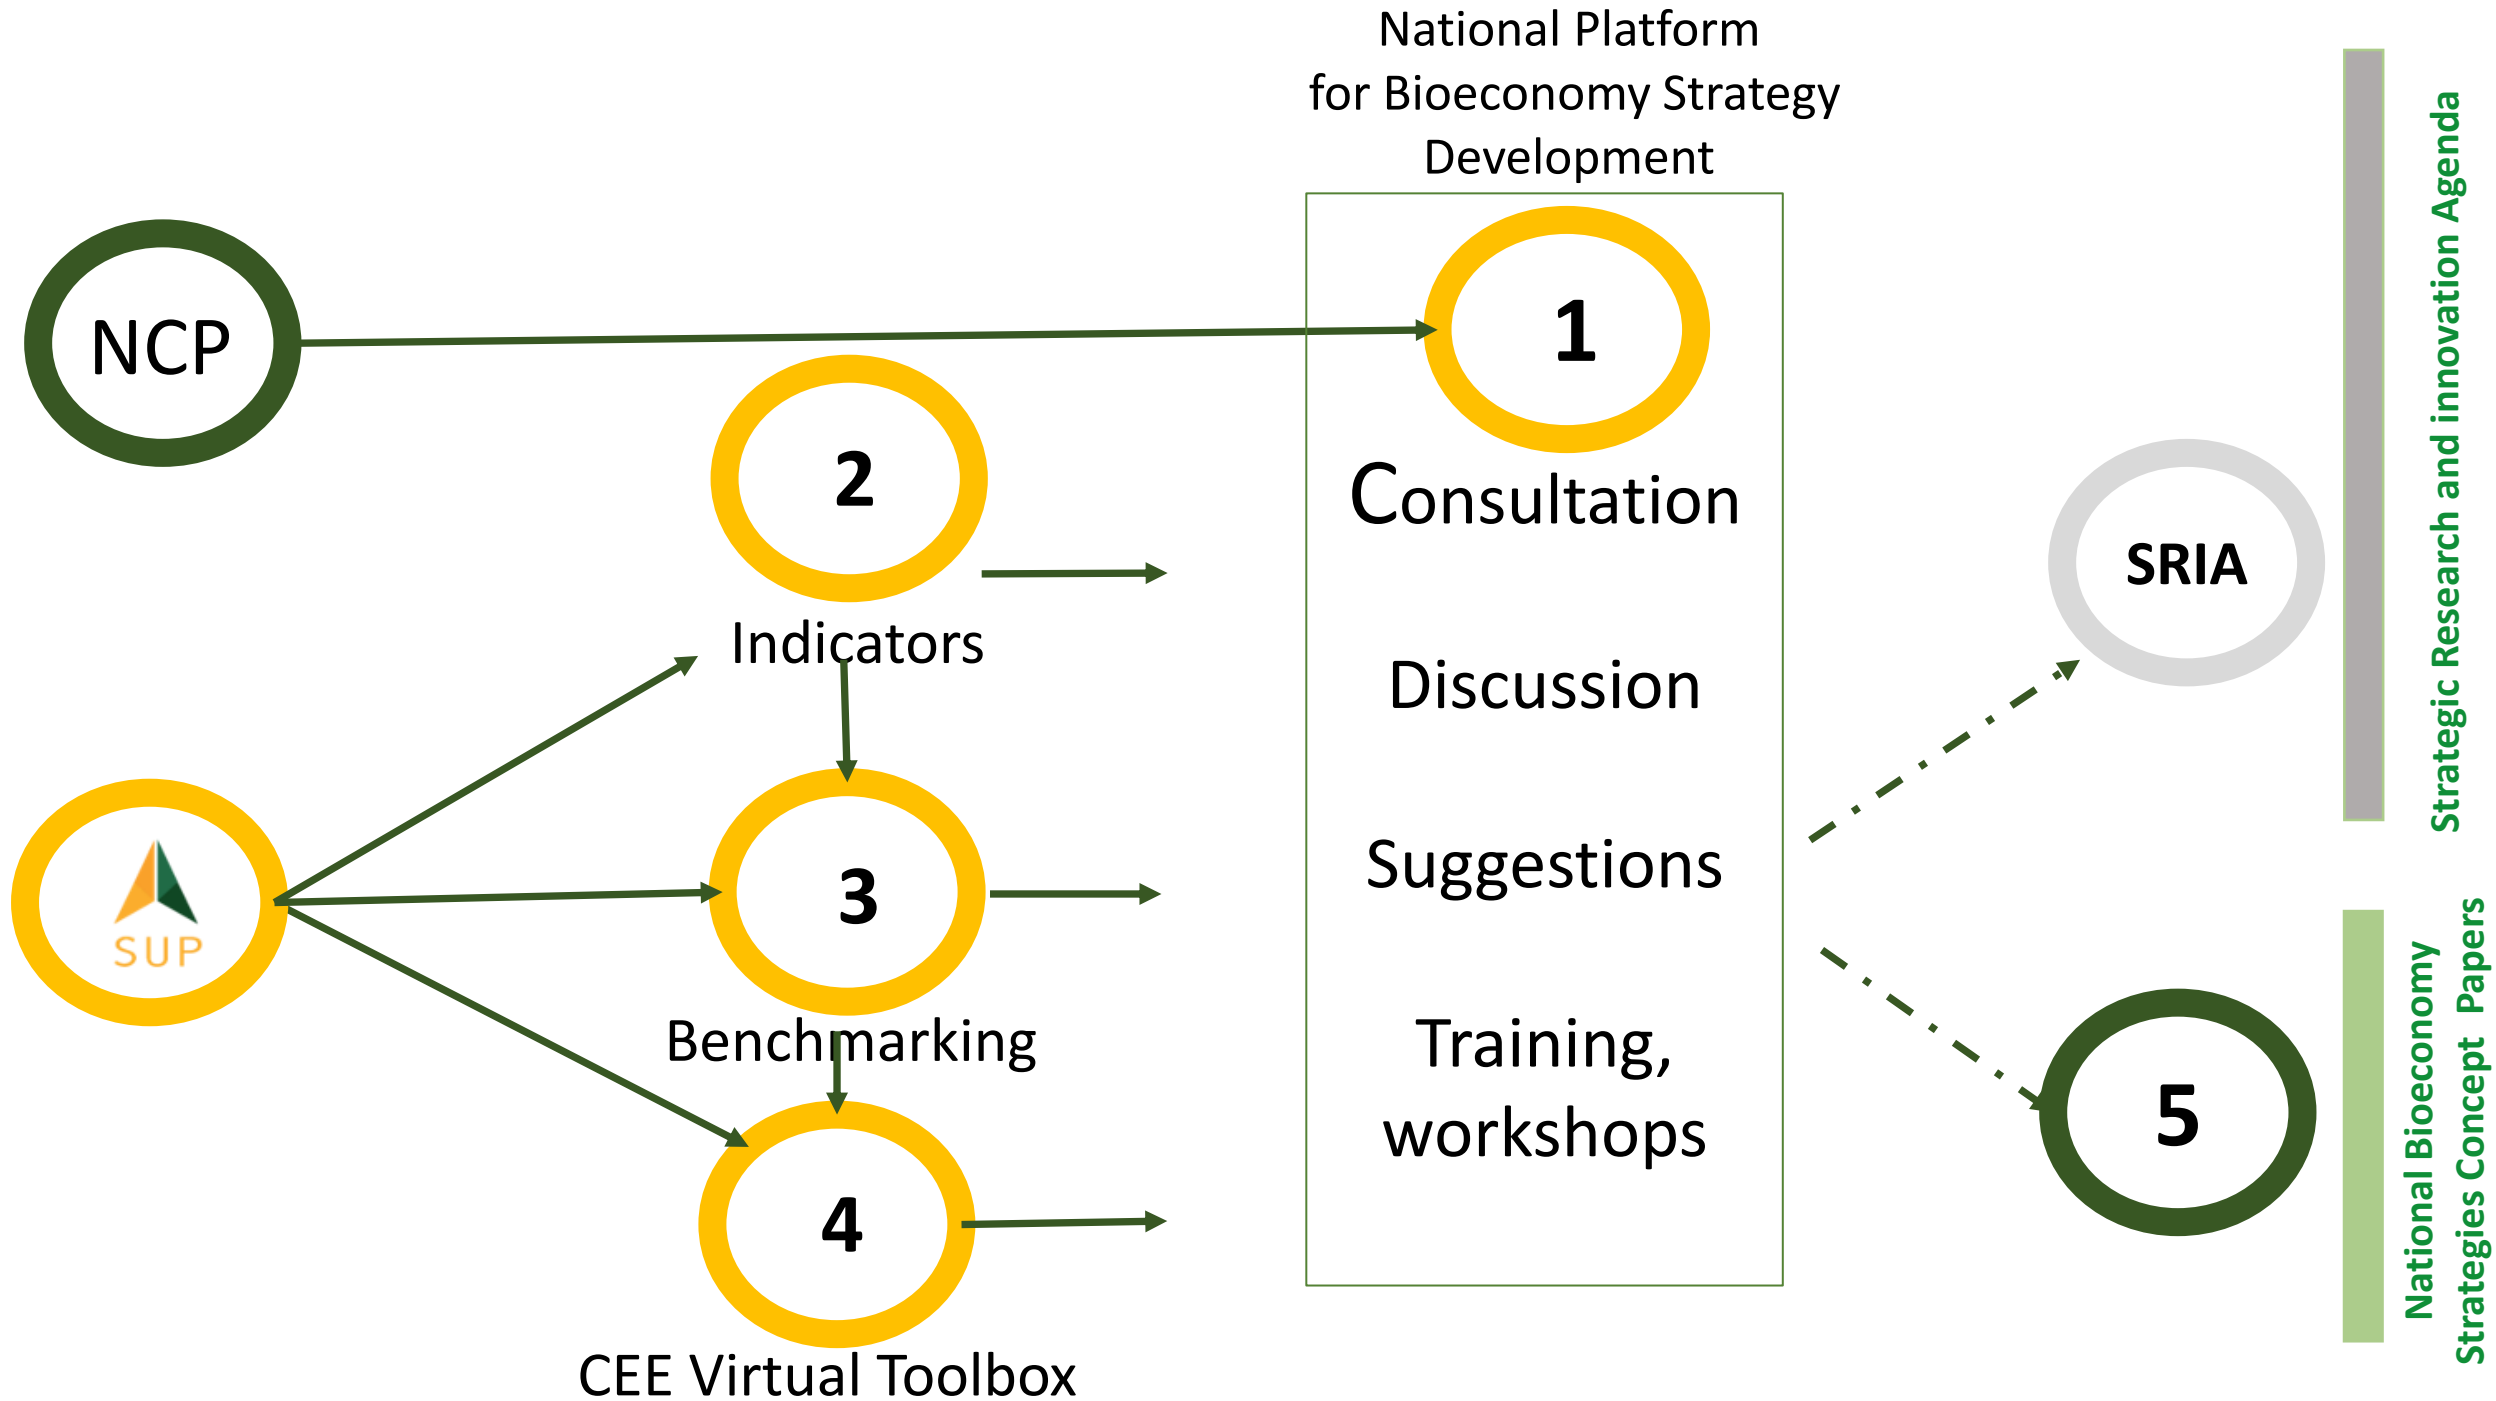 National Platform
for Bioeconomy Strategy
Development
NCP
1
2
Consultation
SRIA
Indicators
Discussion
SUP
3
Suggestions
Benchmarking
Training,
workshops
4
5
CEE Virtual Toolbox
Strategic Research and innovation Agenda
National Bioeconomy
Strategies Concept Papers